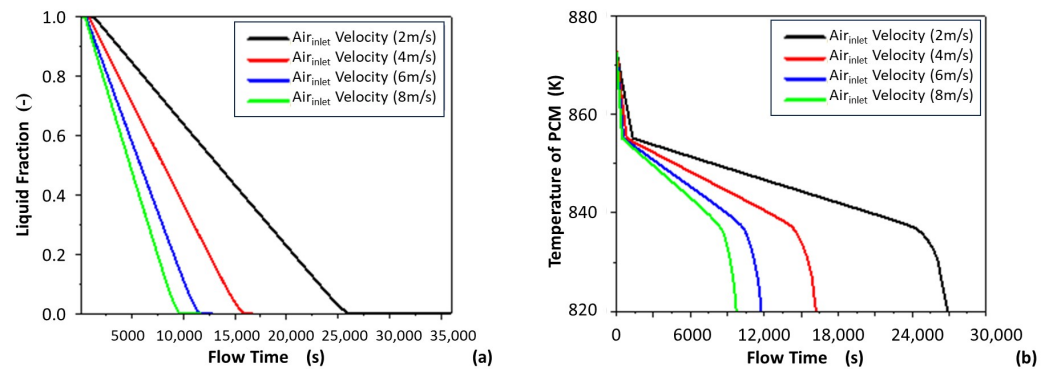 1.0
0.8
0.6
0.4
0.2
0.0
Liquid Fraction (-)
Airinlet Velocity (2m/s)
Airinlet Velocity (4m/s)
Airinlet Velocity (6m/s)
Airinlet Velocity (8m/s)
5000 10,000 15,000 20,000 25,000 30,000 35,000
Flow Time (s)
(a)
880
860
840
820
Temperature of PCM (K)
Airinlet Velocity (2m/s)
Airinlet Velocity (4m/s)
Airinlet Velocity (6m/s)
Airinlet Velocity (8m/s)
0 6000 12,000 18,000 24,000 30,000
Flow Time (s)
(b)